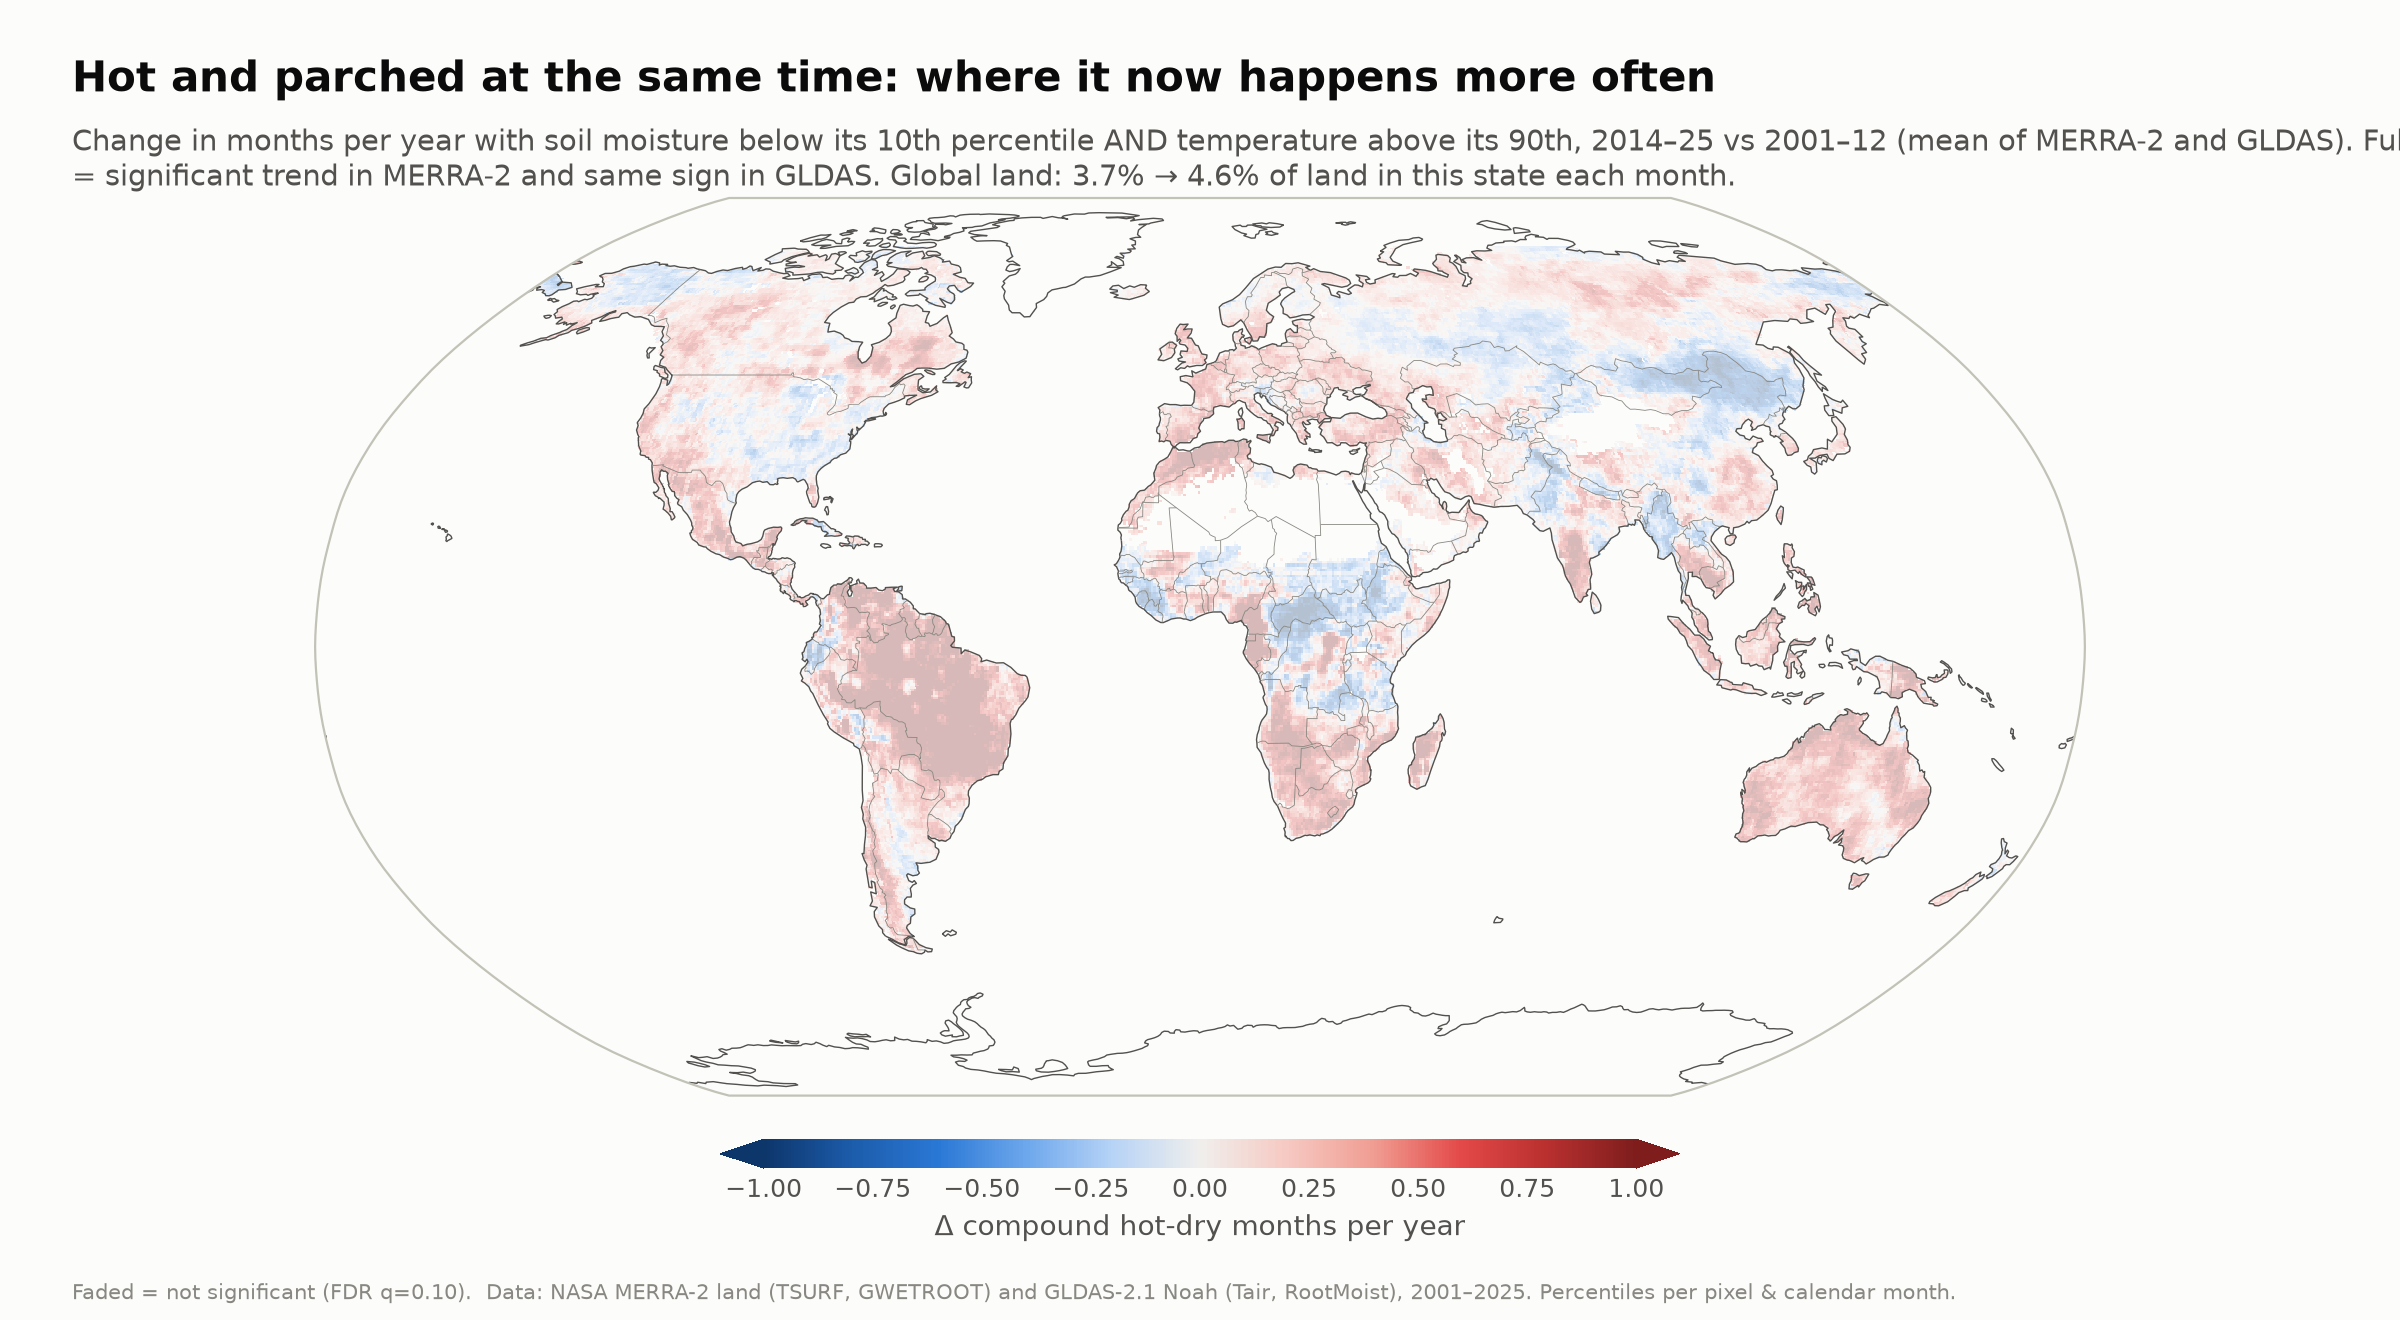 Hot and parched at the same time: where it now happens more often
Change in months per year with soil moisture below its 10th percentile AND temperature above its 90th, 2014–25 vs 2001–12 (mean of MERRA-2 and GLDAS).
= significant trend in MERRA-2 and same sign in GLDAS. Global land: 3.7% → 4.6% of land in this state each month.
−1.00 −0.75 −0.50 −0.25 0.00 0.25 0.50 0.75 1.00
Δ compound hot-dry months per year
Faded = not significant (FDR q=0.10). Data: NASA MERRA-2 land (TSURF, GWETROOT) and GLDAS-2.1 Noah (Tair, RootMoist), 2001–2025. Percentiles per pixel & calendar month.